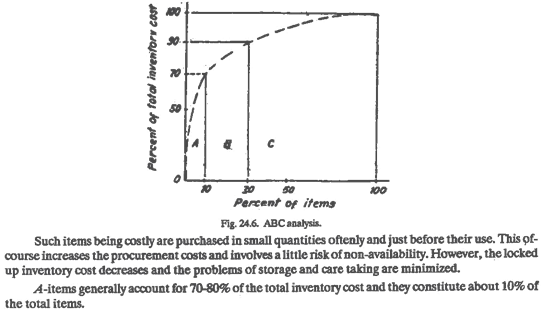 100
90
70
50
0
Percent of total inventory cost
A
B
C
10
30
50
100
Percent of items
Fig. 24.6. ABC analysis.
Such items being costly are purchased in small quantities oftenly and just before their use. This of-
course increases the procurement costs and involves a little risk of non-availability. However, the locked
up inventory cost decreases and the problems of storage and care taking are minimized.
A-items generally account for 70-80% of the total inventory cost and they constitute about 10% of
the total items.